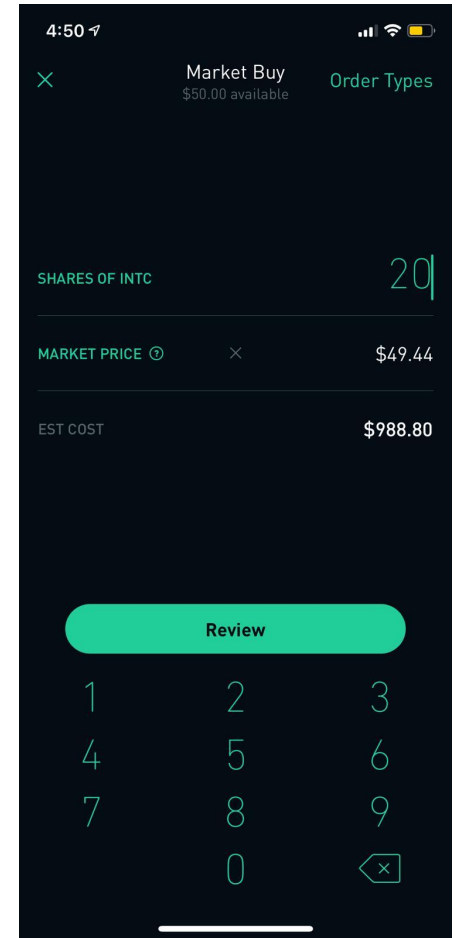 4:50
Market Buy
$50.00 available
Order Types
SHARES OF INTC 20
MARKET PRICE ? × $49.44
EST COST $988.80
Review
1 2 3
4 5 6
7 8 9
0